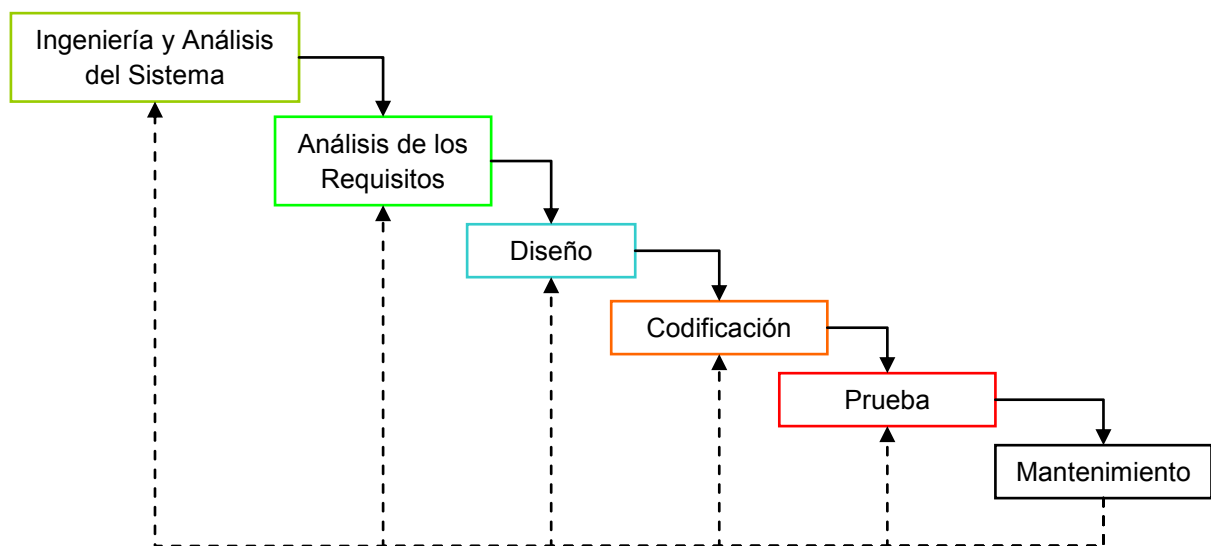 Ingeniería y Análisis
del Sistema
Análisis de los
Requisitos
Diseño
Codificación
Prueba
Mantenimiento